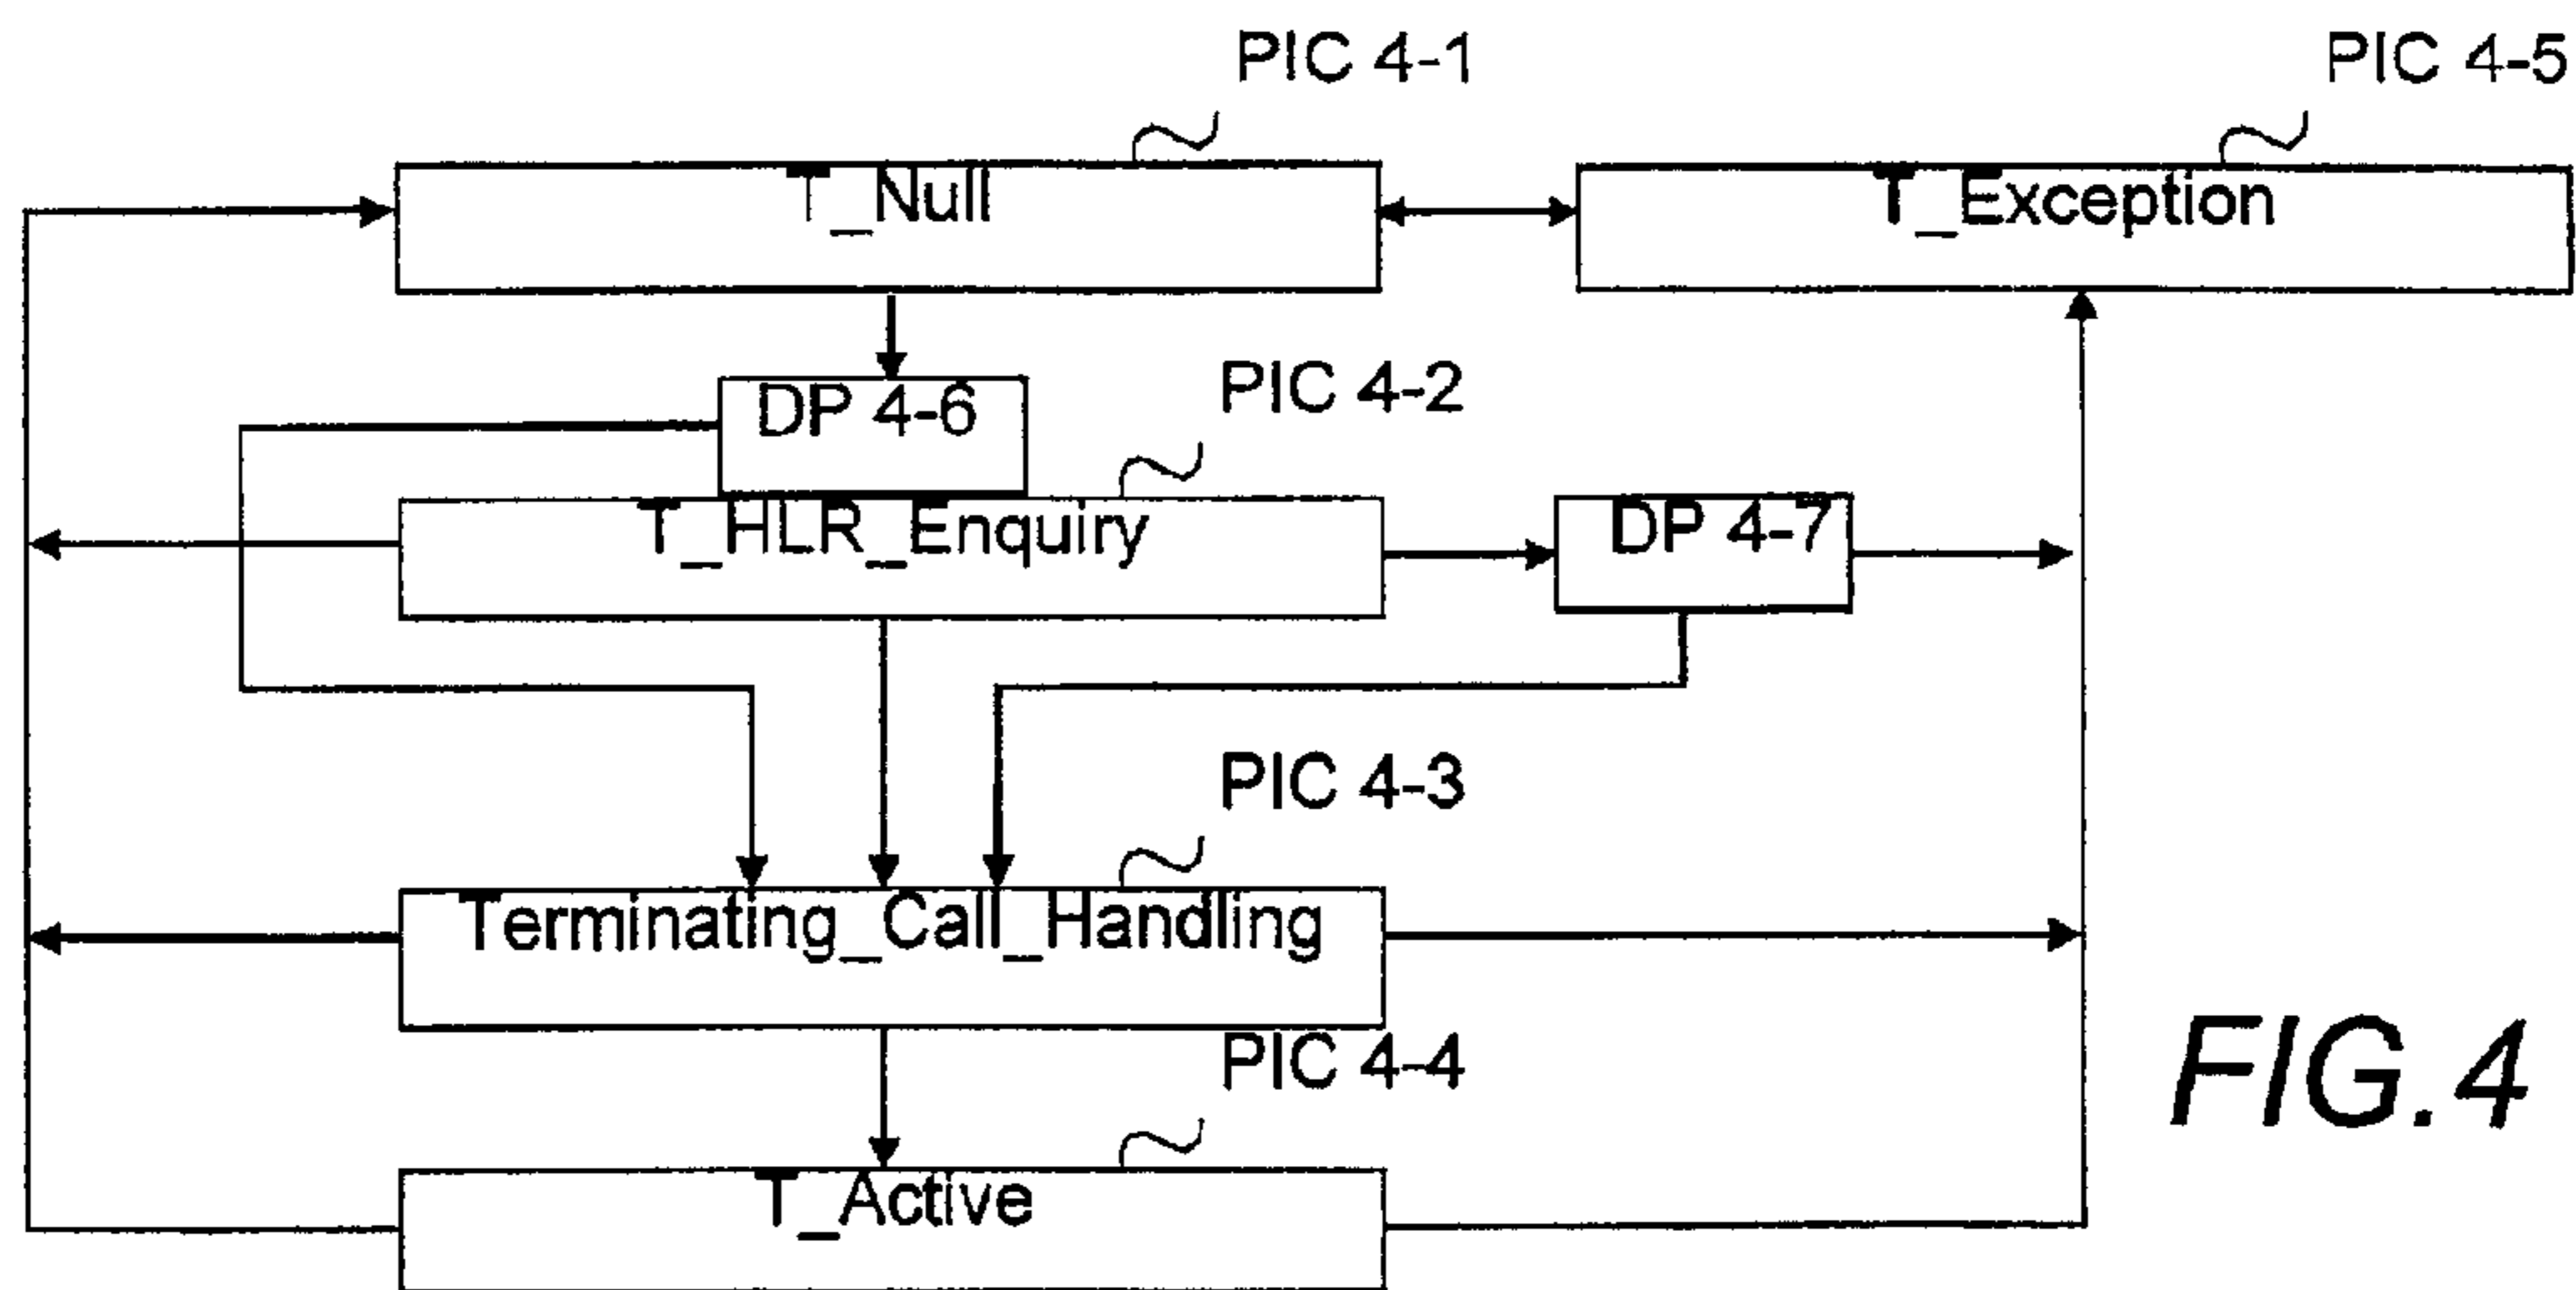 PIC 4-1
PIC 4-5
T_Null
T_Exception
DP 4-6
PIC 4-2
T_HLR_Enquiry
DP 4-7
PIC 4-3
Terminating_Call_Handling
PIC 4-4
T_Active
FIG.4